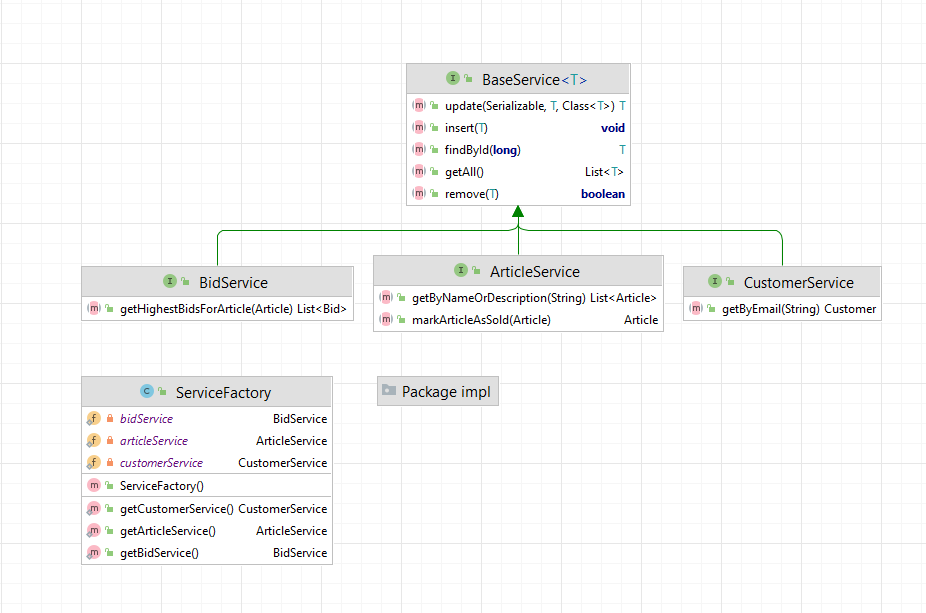 BaseService<T>
update(Serializable, T, Class<T>) T
insert(T) void
findById(long) T
getAll() List<T>
remove(T) boolean
BidService
getHighestBidsForArticle(Article) List<Bid>
ArticleService
getByNameOrDescription(String) List<Article>
markArticleAsSold(Article) Article
CustomerService
getByEmail(String) Customer
ServiceFactory
bidService BidService
articleService ArticleService
customerService CustomerService
ServiceFactory()
getCustomerService() CustomerService
getArticleService() ArticleService
getBidService() BidService
Package impl